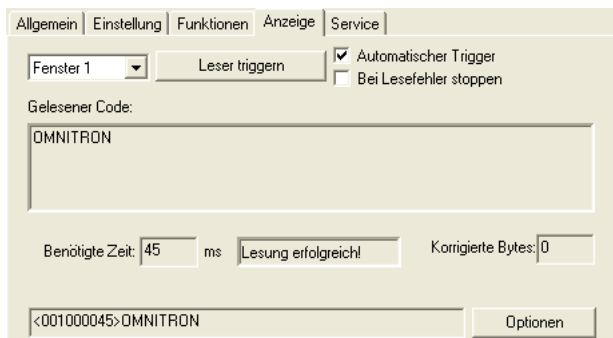 Allgemein Einstellung Funktionen Anzeige Service
Fenster 1 Leser triggern Automatischer Trigger
Bei Lesefehler stoppen
Gelesener Code:
OMNITRON
Benötigte Zeit: 45 ms Lesung erfolgreich! Korrigierte Bytes: 0
<001000045>OMNITRON Optionen